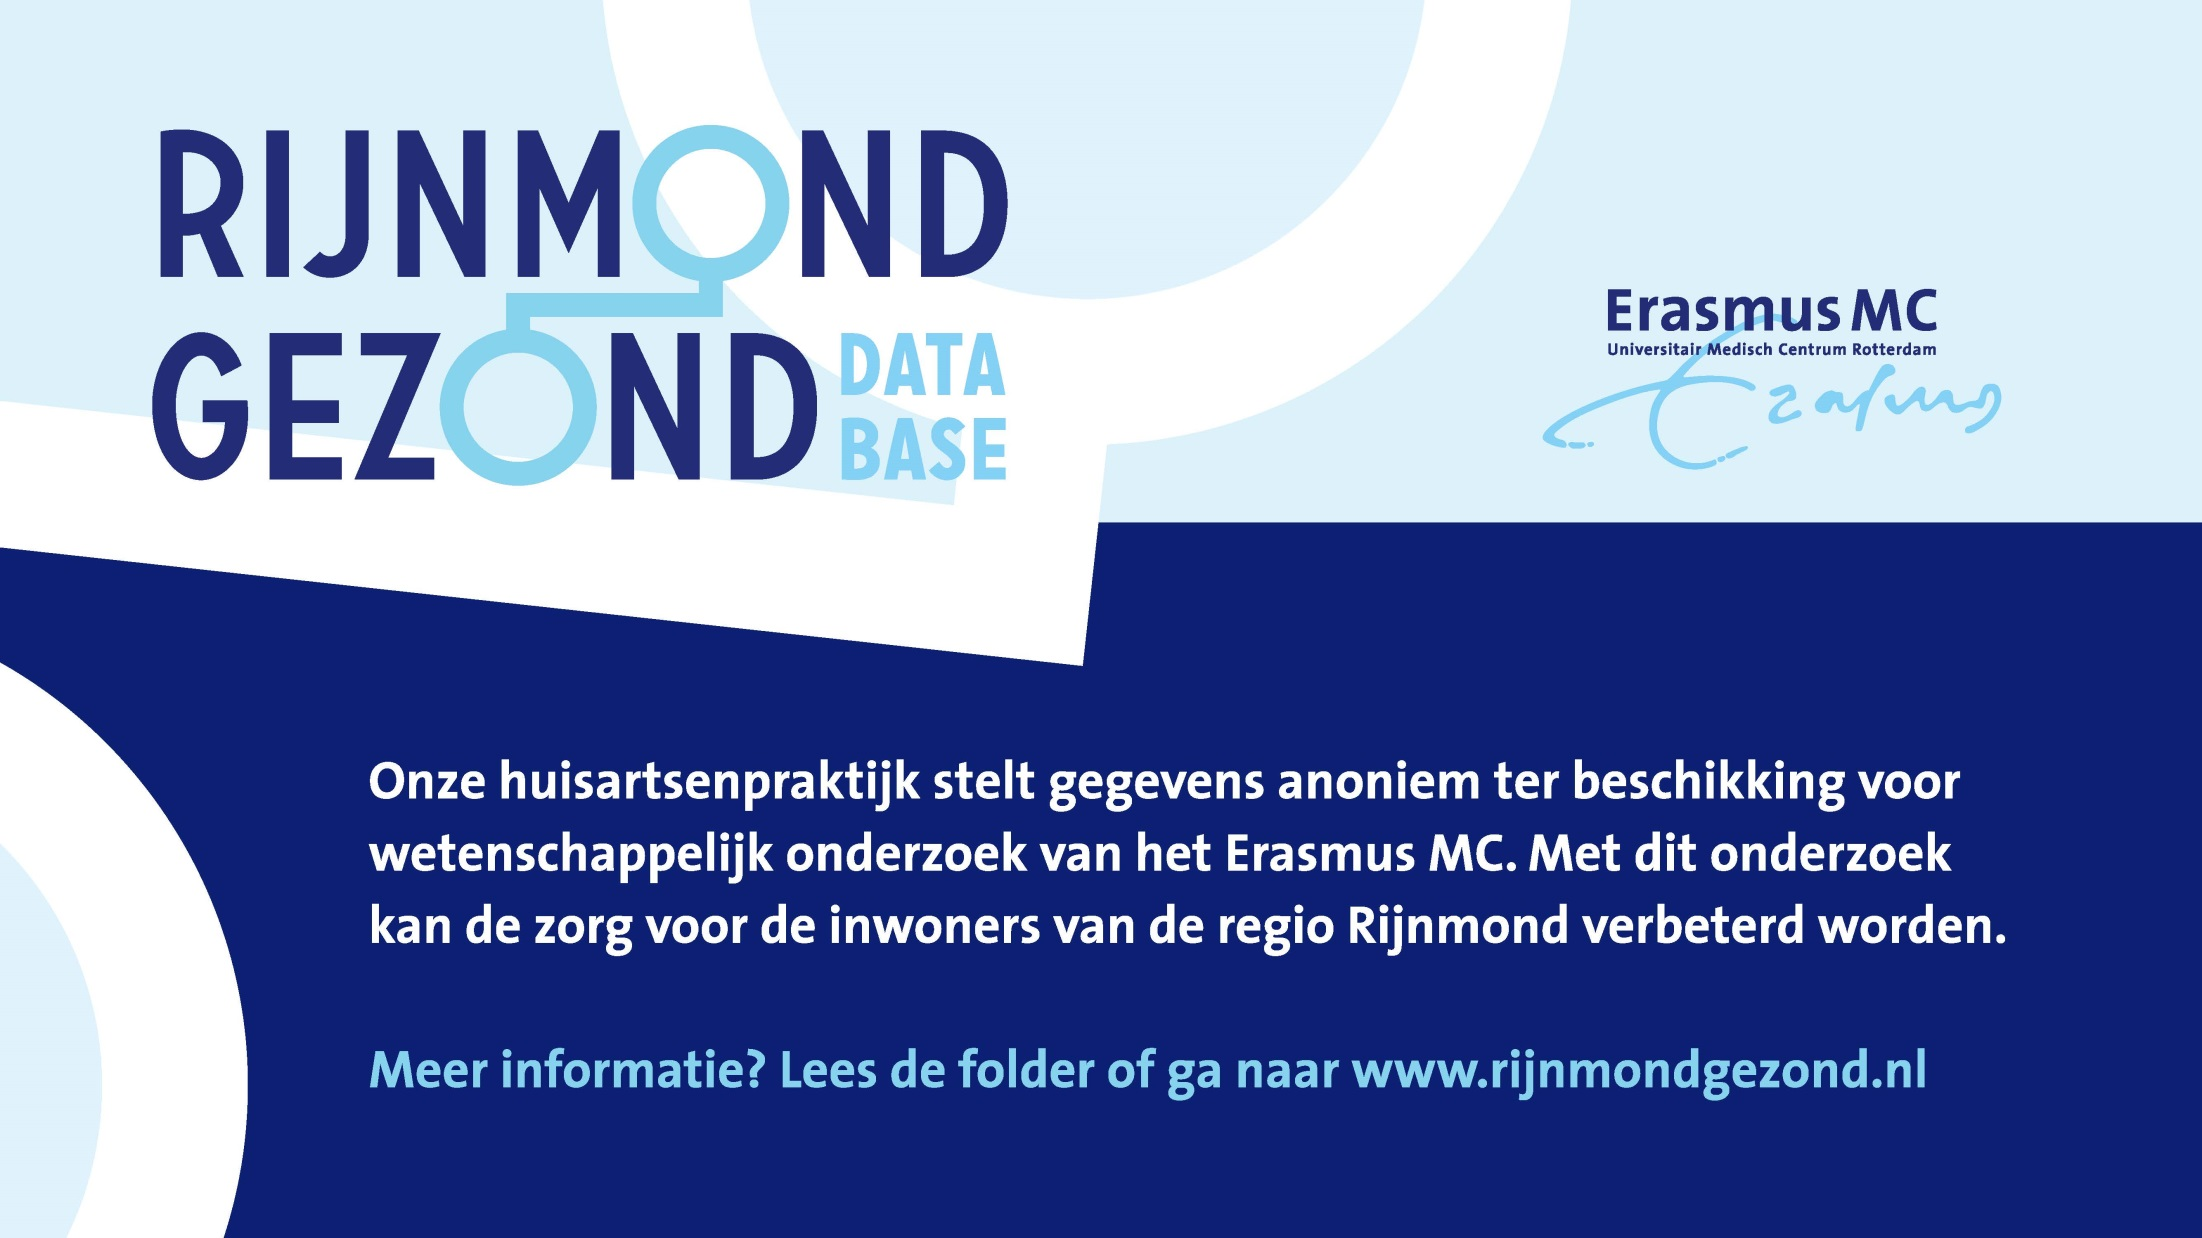 RIJNMOND
GEZOND DATA
BASE
Erasmus MC
Universitair Medisch Centrum Rotterdam
Erasmus
Onze huisartsenpraktijk stelt gegevens anoniem ter beschikking voor
wetenschappelijk onderzoek van het Erasmus MC. Met dit onderzoek
kan de zorg voor de inwoners van de regio Rijnmond verbeterd worden.
Meer informatie? Lees de folder of ga naar www.rijnmondgezond.nl